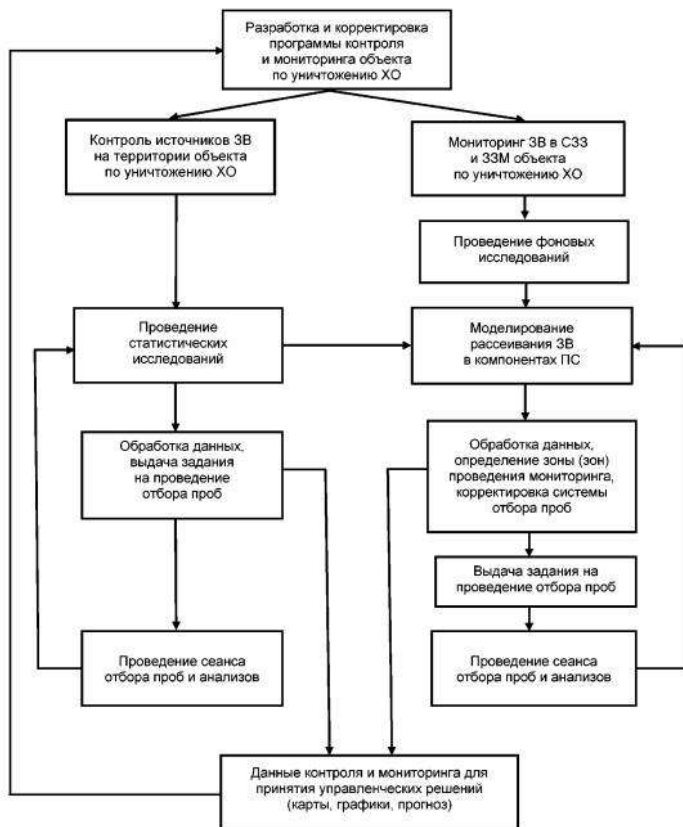 Разработка и корректировка
программы контроля
и мониторинга объекта
по уничтожению ХО
Контроль источников ЗВ
на территории объекта
по уничтожению ХО
Мониторинг ЗВ в СЗЗ
и ЗЗМ объекта
по уничтожению ХО
Проведение фоновых
исследований
Проведение
статистических
исследований
Моделирование
рассеивания ЗВ
в компонентах ПС
Обработка данных,
выдача задания
на проведение
отбора проб
Обработка данных,
определение зоны (зон)
проведения мониторинга,
корректировка системы
отбора проб
Выдача задания на
проведение отбора проб
Проведение сеанса
отбора проб и анализов
Проведение сеанса
отбора проб и анализов
Данные контроля и мониторинга для
принятия управленческих решений
(карты, графики, прогноз)